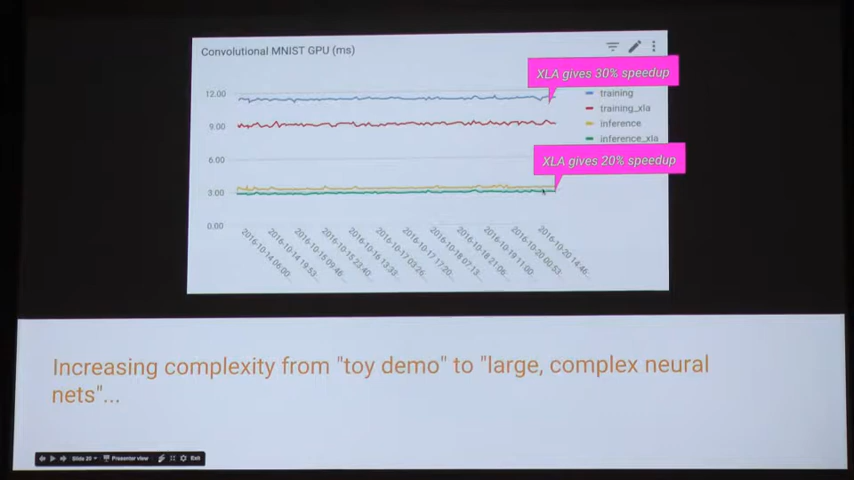 Convolutional MNIST GPU (ms)
XLA gives 30% speedup
12.00
9.00
6.00
3.00
0.00
training
training_xla
inference
inference_xla
XLA gives 20% speedup
2016-10-14 06:00...
2016-10-14 19:53...
2016-10-15 09:46...
2016-10-15 23:40...
2016-10-16 13:33...
2016-10-17 03:26...
2016-10-17 17:20...
2016-10-18 07:13...
2016-10-18 21:06...
2016-10-19 11:00...
2016-10-20 00:53...
2016-10-20 14:46...
Increasing complexity from "toy demo" to "large, complex neural
nets"...
Slide 20
Presenter view
Exit